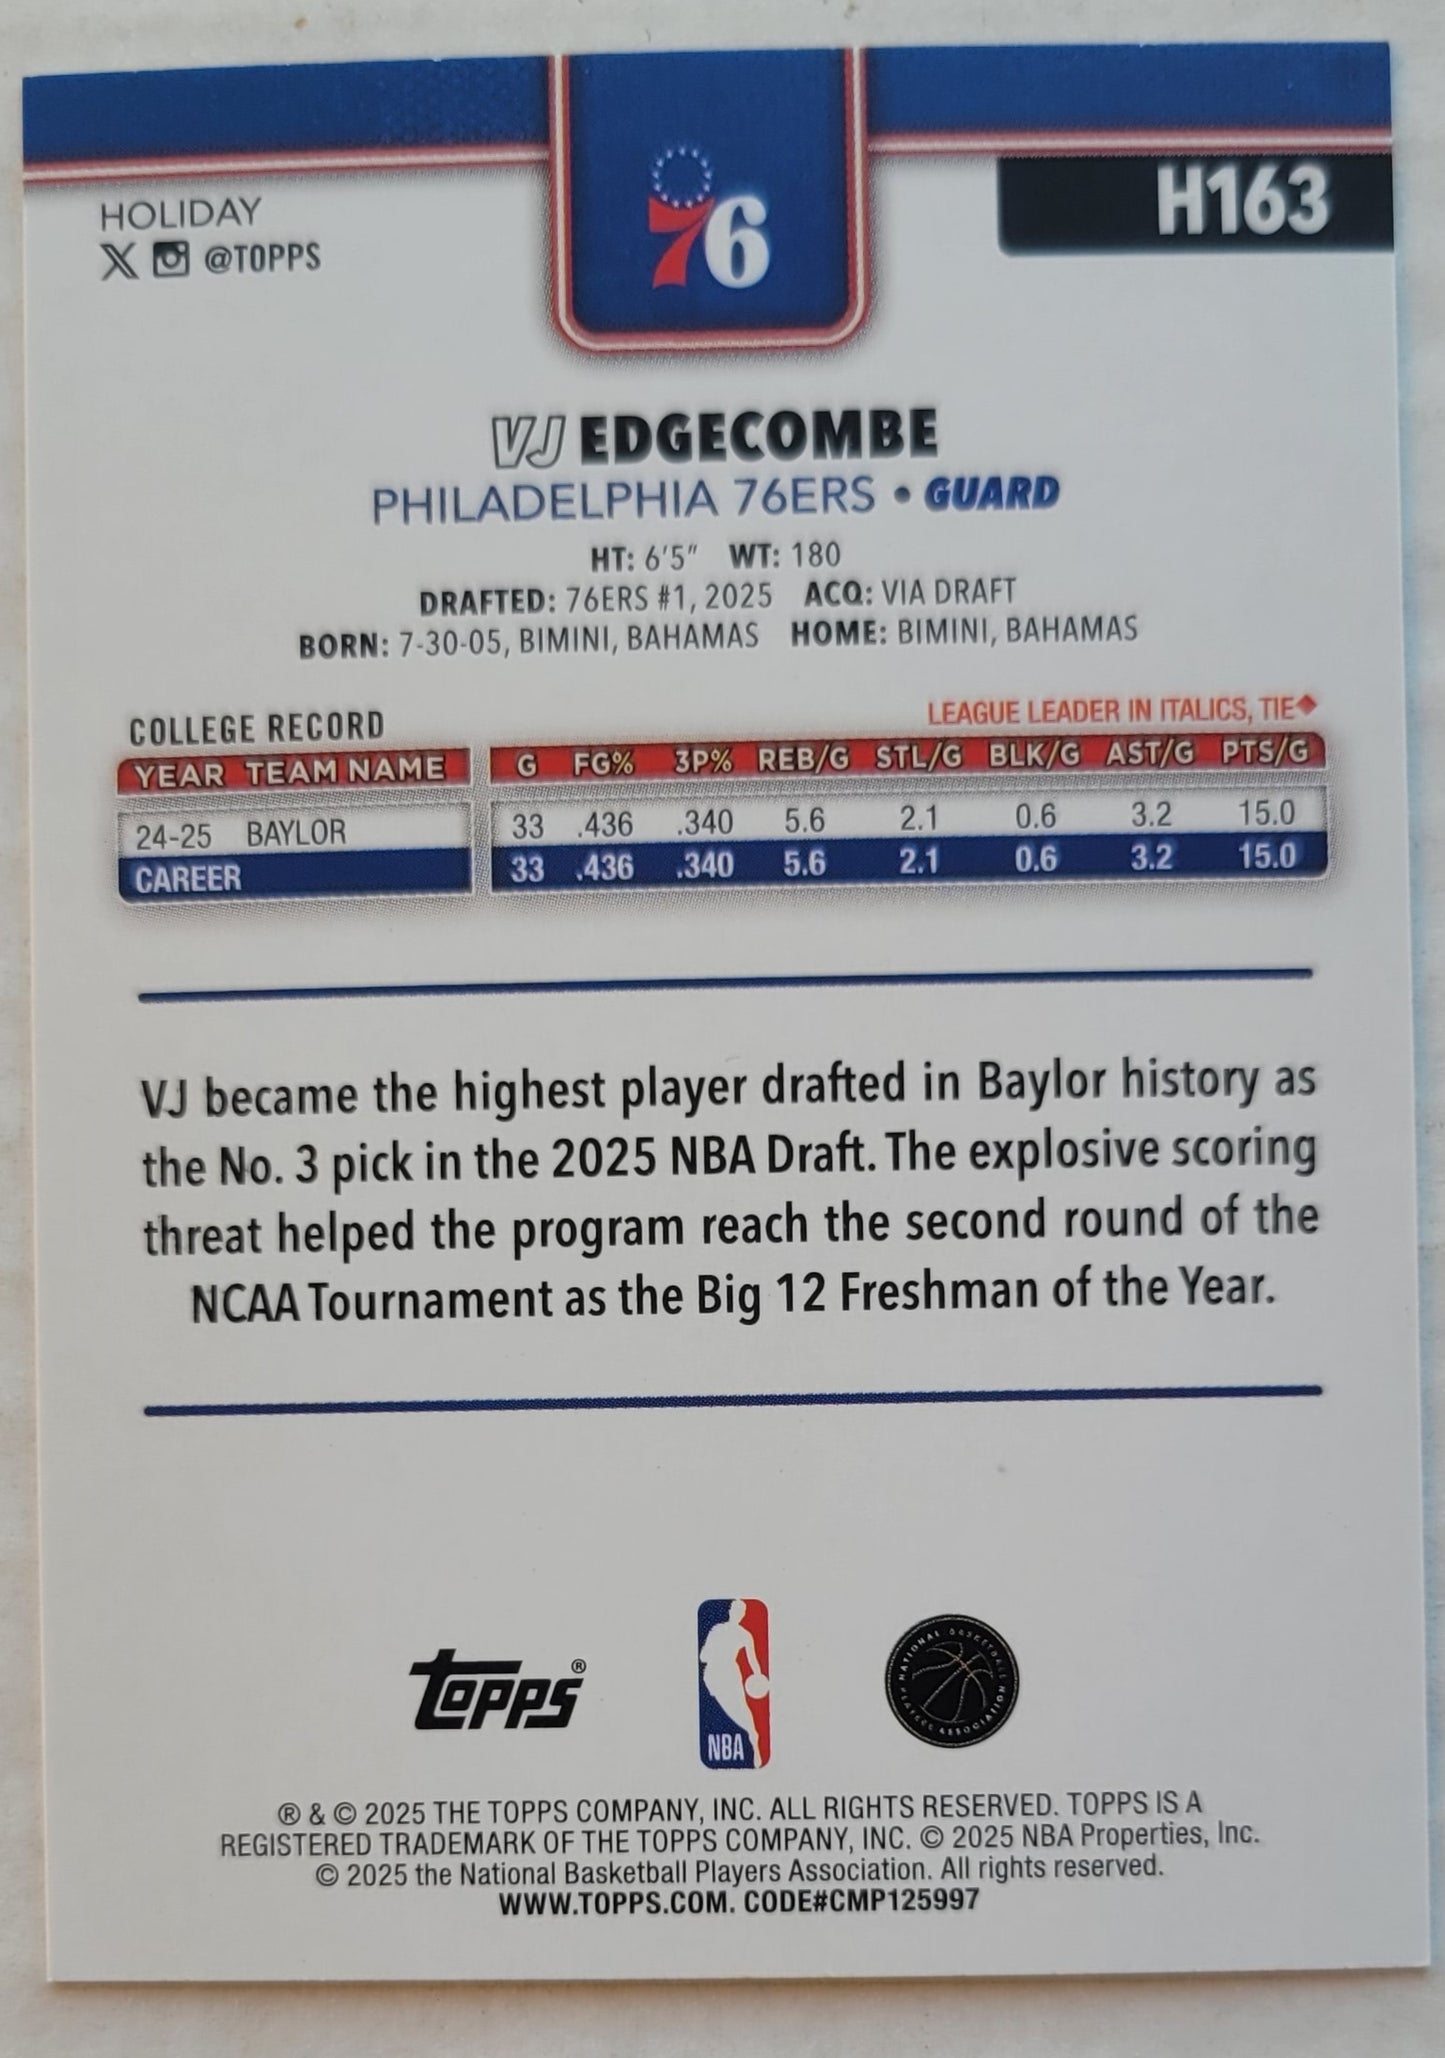 HOLIDAY
@TOPPS
76
H163
VJ EDGECOMBE
PHILADELPHIA 76ERS • GUARD
HT: 6'5" WT: 180
DRAFTED: 76ERS #1, 2025 ACQ: VIA DRAFT
BORN: 7-30-05, BIMINI, BAHAMAS HOME: BIMINI, BAHAMAS
COLLEGE RECORD LEAGUE LEADER IN ITALICS, TIE♦
YEAR TEAM NAME G FG% 3P% REB/G STL/G BLK/G AST/G PTS/G
24-25 BAYLOR 33 .436 .340 5.6 2.1 0.6 3.2 15.0
CAREER 33 .436 .340 5.6 2.1 0.6 3.2 15.0
VJ became the highest player drafted in Baylor history as
the No. 3 pick in the 2025 NBA Draft. The explosive scoring
threat helped the program reach the second round of the
NCAA Tournament as the Big 12 Freshman of the Year.
TOPPS®
NBA
NATIONAL BASKETBALL PLAYERS ASSOCIATION
® & © 2025 THE TOPPS COMPANY, INC. ALL RIGHTS RESERVED. TOPPS IS A
REGISTERED TRADEMARK OF THE TOPPS COMPANY, INC. © 2025 NBA Properties, Inc.
© 2025 the National Basketball Players Association. All rights reserved.
WWW.TOPPS.COM. CODE#CMP125997